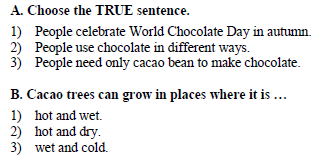 A. Choose the TRUE sentence.
1) People celebrate World Chocolate Day in autumn.
2) People use chocolate in different ways.
3) People need only cacao bean to make chocolate.
B. Cacao trees can grow in places where it is …
1) hot and wet.
2) hot and dry.
3) wet and cold.